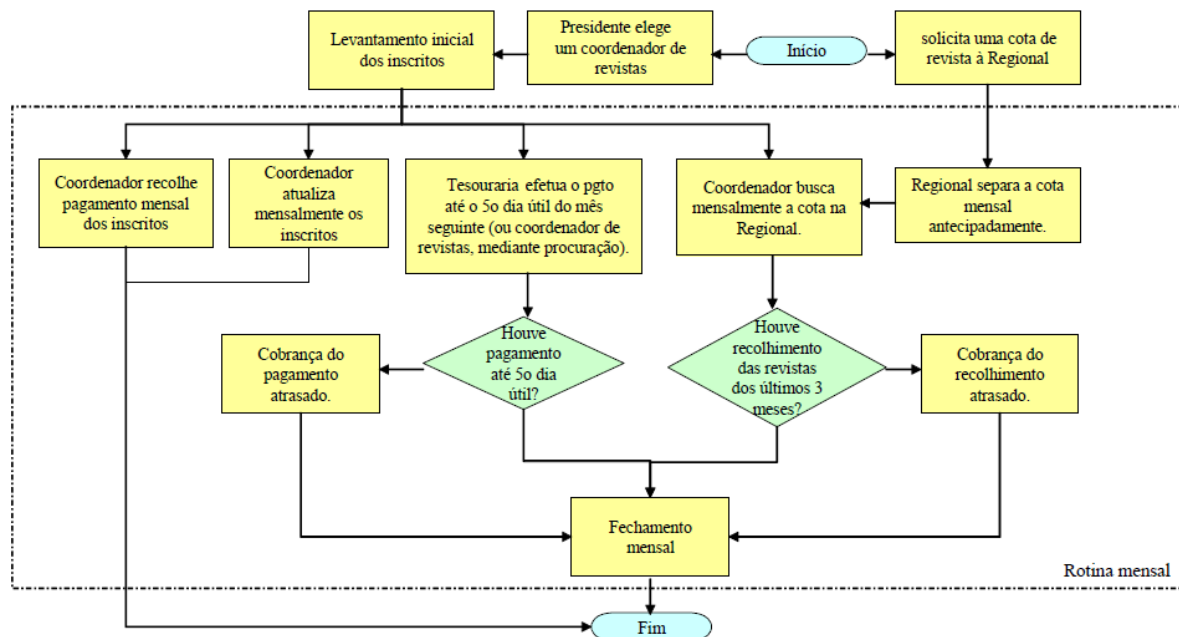 Levantamento inicial
dos inscritos
Presidente elege
um coordenador de
revistas
Início
solicita uma cota de
revista à Regional
Coordenador recolhe
pagamento mensal
dos inscritos
Coordenador
atualiza
mensalmente os
inscritos
Tesouraria efetua o pgto
até o 5o dia útil do mês
seguinte (ou coordenador de
revistas, mediante procuração).
Coordenador busca
mensalmente a cota na
Regional.
Regional separa a cota
mensal
antecipadamente.
Cobrança do
pagamento
atrasado.
Houve
pagamento
até 5o dia
útil?
Houve
recolhimento
das revistas
dos últimos 3
meses?
Cobrança do
recolhimento
atrasado.
Fechamento
mensal
Rotina mensal
Fim